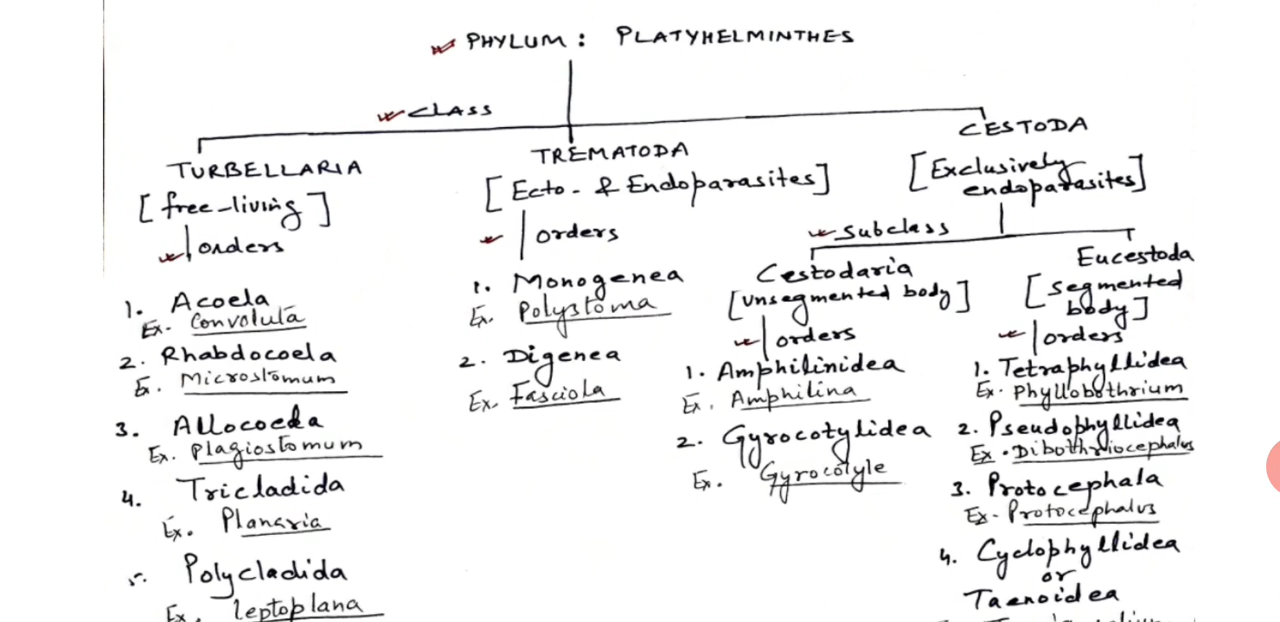 PHYLUM : PLATYHELMINTHES
CLASS
TURBELLARIA
[free-living]
orders
1. Acoela
Ex. Convoluta
2. Rhabdocoela
Ex. Microstomum
3. Allocoela
Ex. Plagiostomum
4. Tricladida
Ex. Planaria
5. Polycladida
Ex. leptoplana
TREMATODA
[Ecto- & Endoparasites]
orders
1. Monogenea
Ex. Polystoma
2. Digenea
Ex. Fasciola
CESTODA
[Exclusively
endoparasites]
Subclass
Cestodaria
[unsegmented body]
orders
1. Amphilinidea
Ex. Amphilina
2. Gyrocotylidea
Ex. Gyrocotyle
Eucestoda
[segmented
body]
orders
1. Tetraphyllidea
Ex. Phyllobothrium
2. Pseudophyllidea
Ex. Dibothriocephalus
3. Protocephala
Ex- Protocephalus
4. Cyclophyllidea
or
Taenoidea